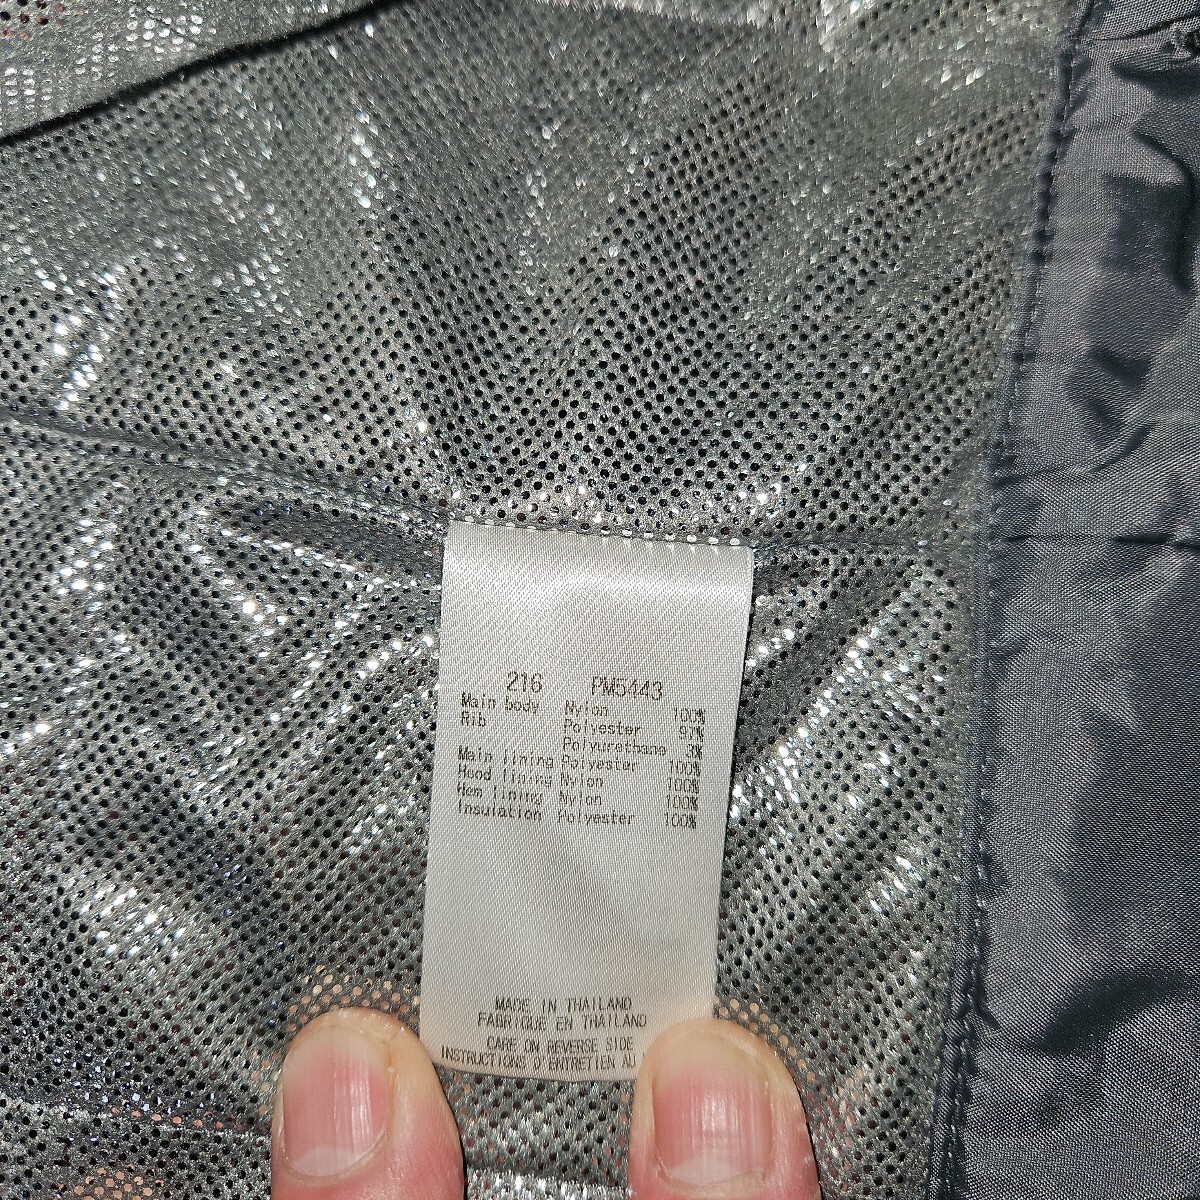 216 PM5443
Main body Nylon 100%
Rib Polyester 97%
Polyurethane 3%
Main lining Polyester 100%
Hood lining Nylon 100%
Hem lining Nylon 100%
Insulation Polyester 100%
MADE IN THAILAND
FABRIQUE EN THAILAND
CARE ON REVERSE SIDE
INSTRUCTIONS D'ENTRETIEN AU